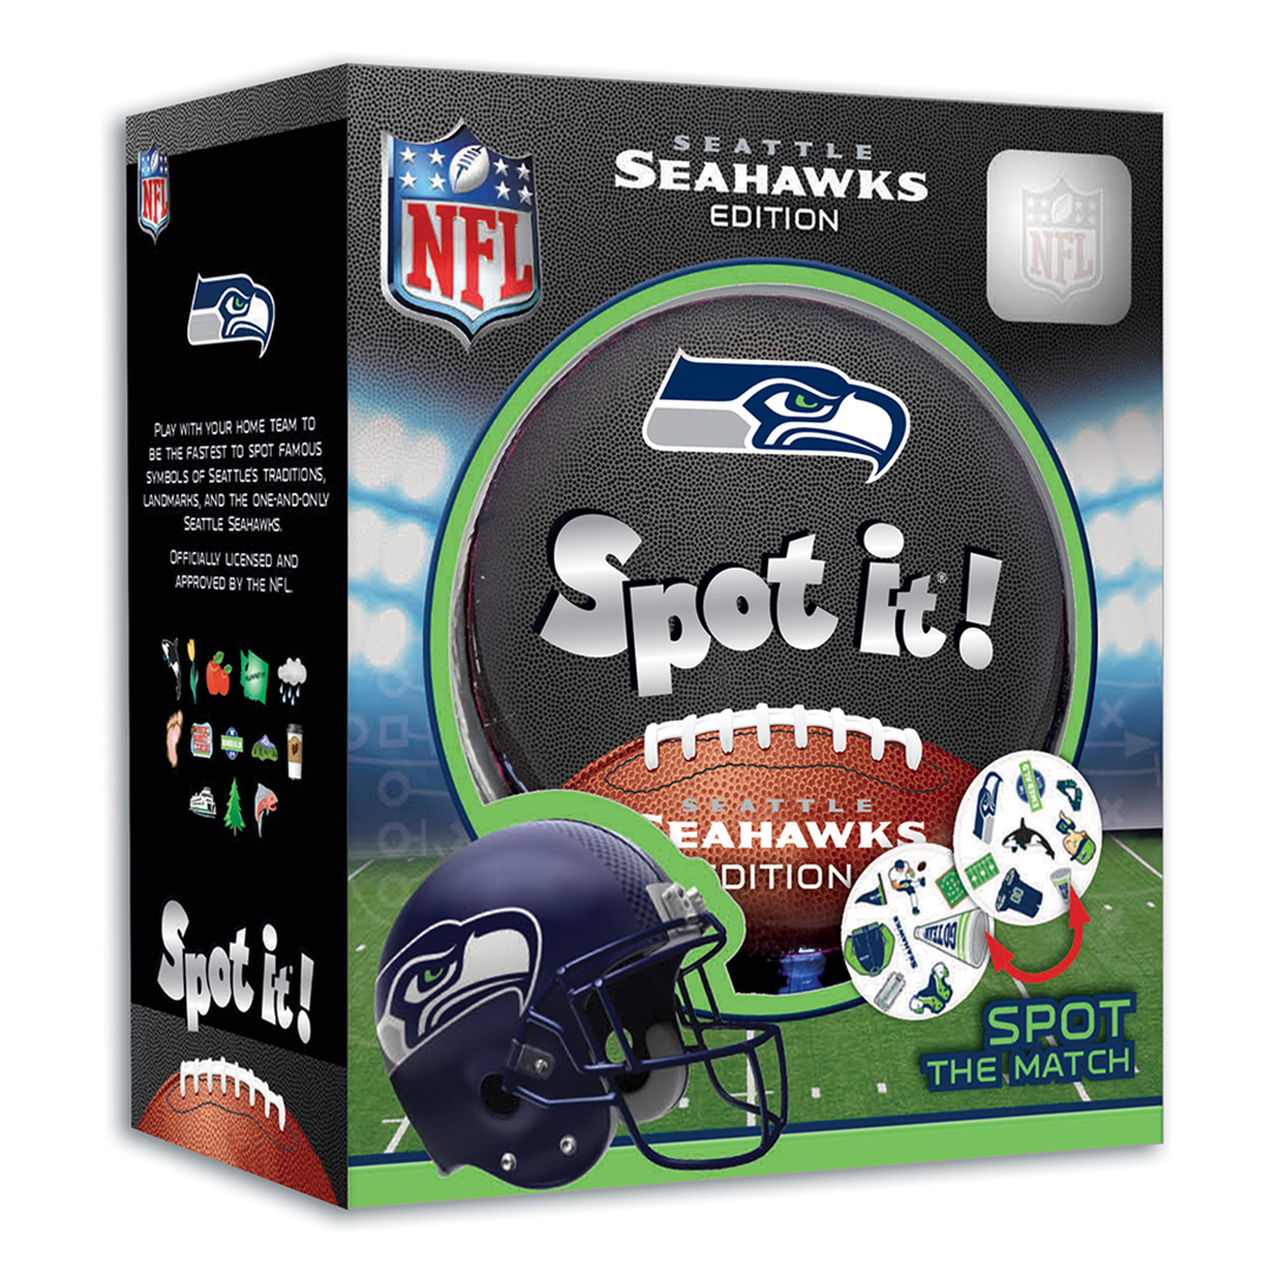 NFL
PLAY WITH YOUR HOME TEAM TO
BE THE FASTEST TO SPOT FAMOUS
SYMBOLS OF SEATTLE'S TRADITIONS,
LANDMARKS, AND THE ONE-AND-ONLY
SEATTLE SEAHAWKS.
OFFICIALLY LICENSED AND
APPROVED BY THE NFL.
Spot it!
NFL
SEATTLE
SEAHAWKS
EDITION
NFL
Spot it!®
SEATTLE
EAHAWKS
DITION
SPOT
THE MATCH